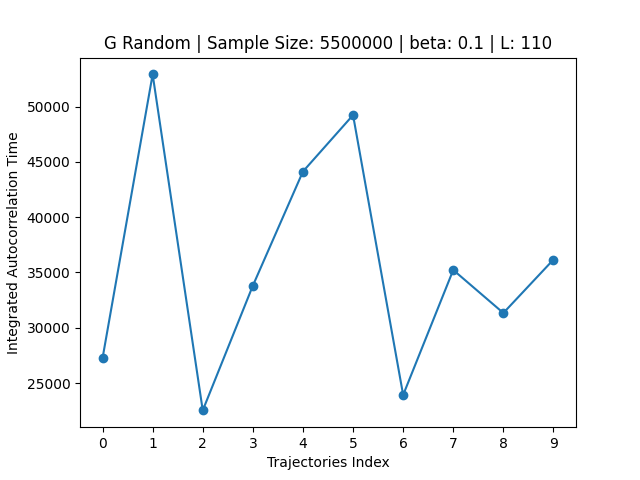 G Random | Sample Size: 5500000 | beta: 0.1 | L: 110
Integrated Autocorrelation Time
50000
45000
40000
35000
30000
25000
0 1 2 3 4 5 6 7 8 9
Trajectories Index